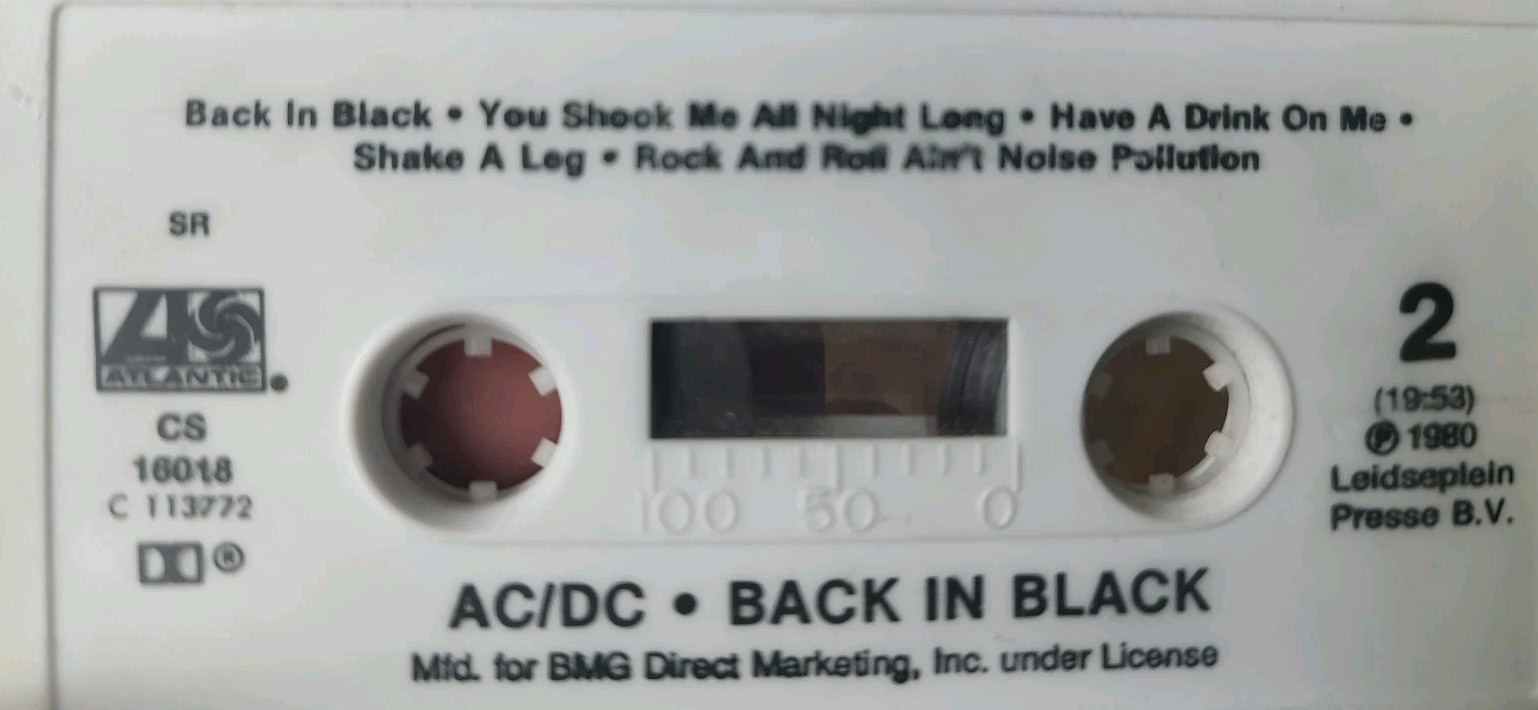 Back In Black • You Shook Me All Night Long • Have A Drink On Me •
Shake A Leg • Rock And Roll Ain't Noise Pollution
SR
ATLANTIC
CS
16018
C 113772
®
100 50 0
2
(19:53)
℗ 1980
Leidseplein
Presse B.V.
AC/DC • BACK IN BLACK
Mfd. for BMG Direct Marketing, Inc. under License